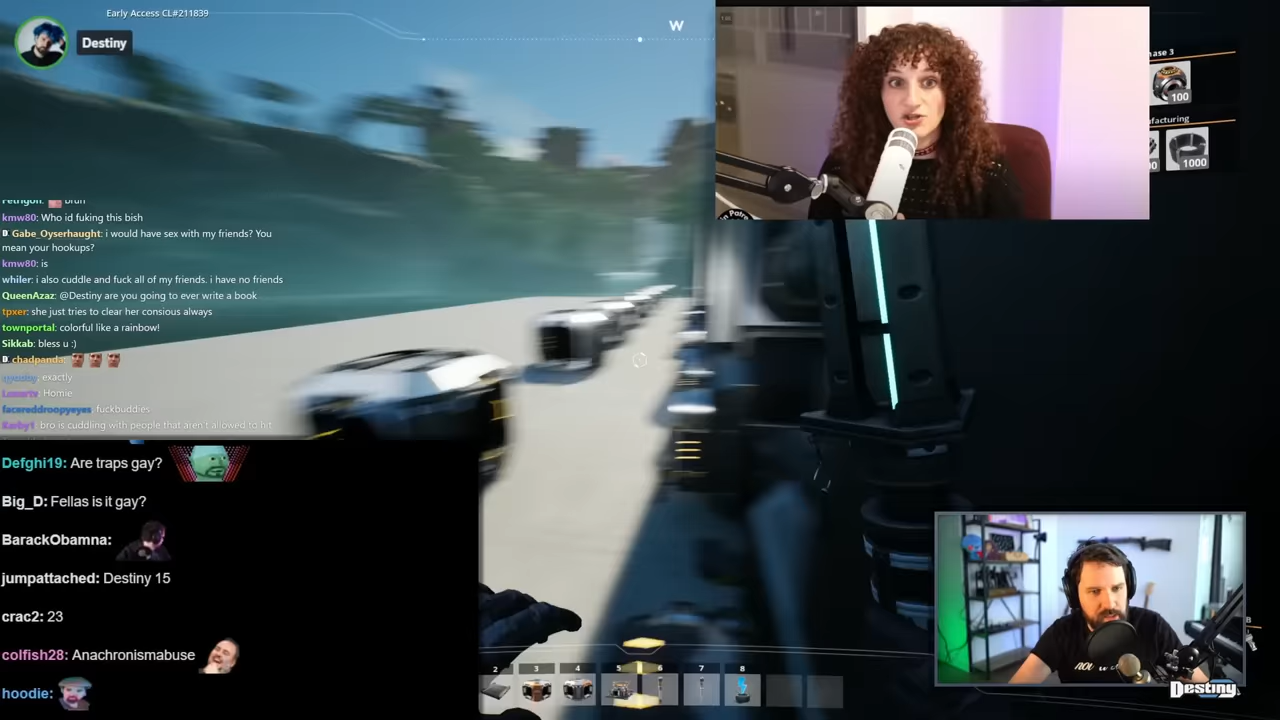 Early Access CL#211839
Destiny
W
Fetrigon: bruh
kmw80: Who id fuking this bish
Gabe_Oyserhaught: i would have sex with my friends? You
mean your hookups?
kmw80: is
whiler: i also cuddle and fuck all of my friends. i have no friends
QueenAzaz: @Destiny are you going to ever write a book
tpxer: she just tries to clear her consious always
townportal: colorful like a rainbow!
Sikkab: bless u :)
chadpanda:
exactly
Homie
facereddroopyeyes: fuckbuddies
bro is cuddling with people that aren't allowed to hit
Defghi19: Are traps gay?
Big_D: Fellas is it gay?
BarackObamna:
jumpattached: Destiny 15
crac2: 23
colfish28: Anachronismabuse
hoodie:
ase 3
100
facturing
1000
2 3 4 5 6 7 8
Destiny